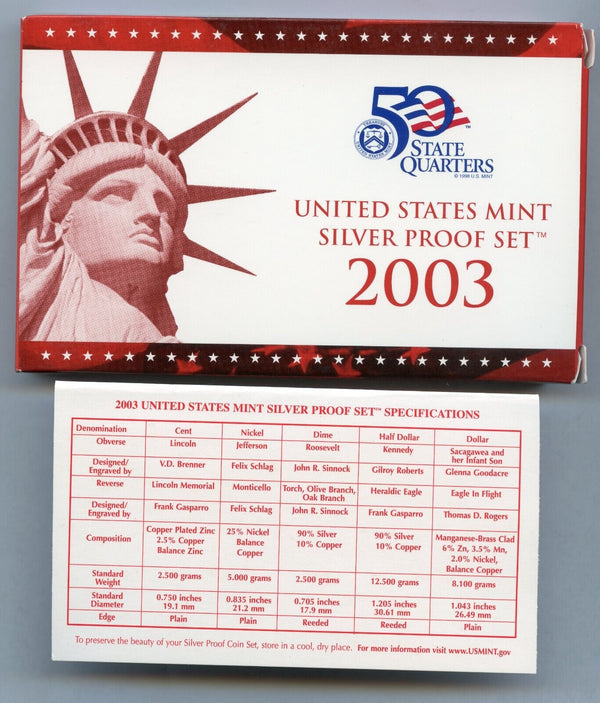 50
STATE
QUARTERS
© 1998 U.S. MINT
™
UNITED STATES MINT
SILVER PROOF SET™
2003
2003 UNITED STATES MINT SILVER PROOF SET™ SPECIFICATIONS
Denomination Cent Nickel Dime Half Dollar Dollar
Obverse Lincoln Jefferson Roosevelt Kennedy Sacagawea and
her Infant Son
Designed/
Engraved by V.D. Brenner Felix Schlag John R. Sinnock Gilroy Roberts Glenna Goodacre
Reverse Lincoln Memorial Monticello Torch, Olive Branch,
Oak Branch Heraldic Eagle Eagle In Flight
Designed/
Engraved by Frank Gasparro Felix Schlag John R. Sinnock Frank Gasparro Thomas D. Rogers
Composition Copper Plated Zinc
2.5% Copper
Balance Zinc 25% Nickel
Balance
Copper 90% Silver
10% Copper 90% Silver
10% Copper Manganese-Brass Clad
6% Zn, 3.5% Mn,
2.0% Nickel,
Balance Copper
Standard
Weight 2.500 grams 5.000 grams 2.500 grams 12.500 grams 8.100 grams
Standard
Diameter 0.750 inches
19.1 mm 0.835 inches
21.2 mm 0.705 inches
17.9 mm 1.205 inches
30.61 mm 1.043 inches
26.49 mm
Edge Plain Plain Reeded Reeded Plain
To preserve the beauty of your Silver Proof Coin Set, store in a cool, dry place. For more information visit www.USMINT.gov